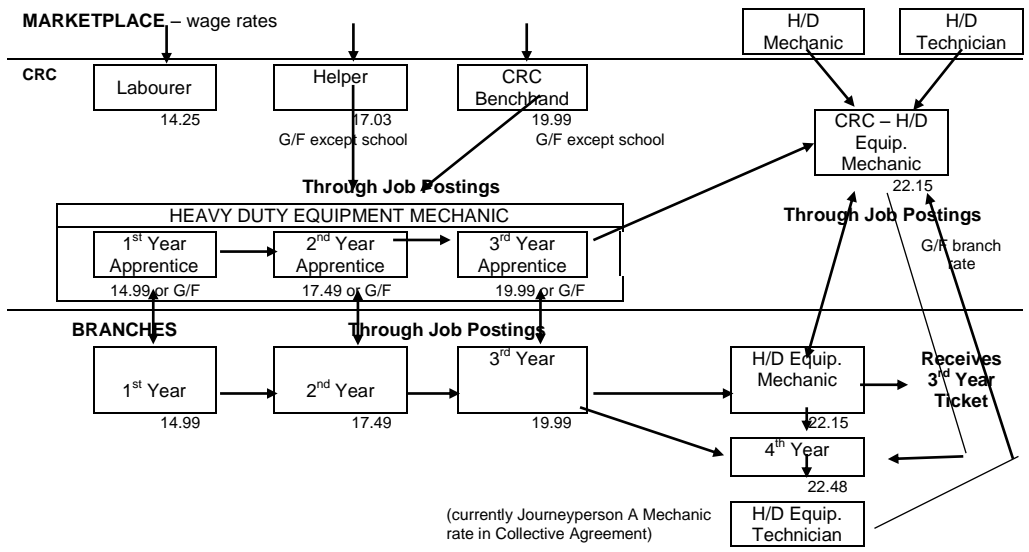 MARKETPLACE – wage rates
H/D
Mechanic
H/D
Technician
CRC
Labourer
14.25
Helper
17.03
G/F except school
CRC
Benchhand
19.99
G/F except school
CRC – H/D
Equip.
Mechanic
22.15
Through Job Postings
Through Job Postings
G/F branch
rate
HEAVY DUTY EQUIPMENT MECHANIC
1st Year
Apprentice
14.99 or G/F
2nd Year
Apprentice
17.49 or G/F
3rd Year
Apprentice
19.99 or G/F
BRANCHES
Through Job Postings
1st Year
14.99
2nd Year
17.49
3rd Year
19.99
H/D Equip.
Mechanic
22.15
Receives
3rd Year
Ticket
4th Year
22.48
(currently Journeyperson A Mechanic
rate in Collective Agreement)
H/D Equip.
Technician